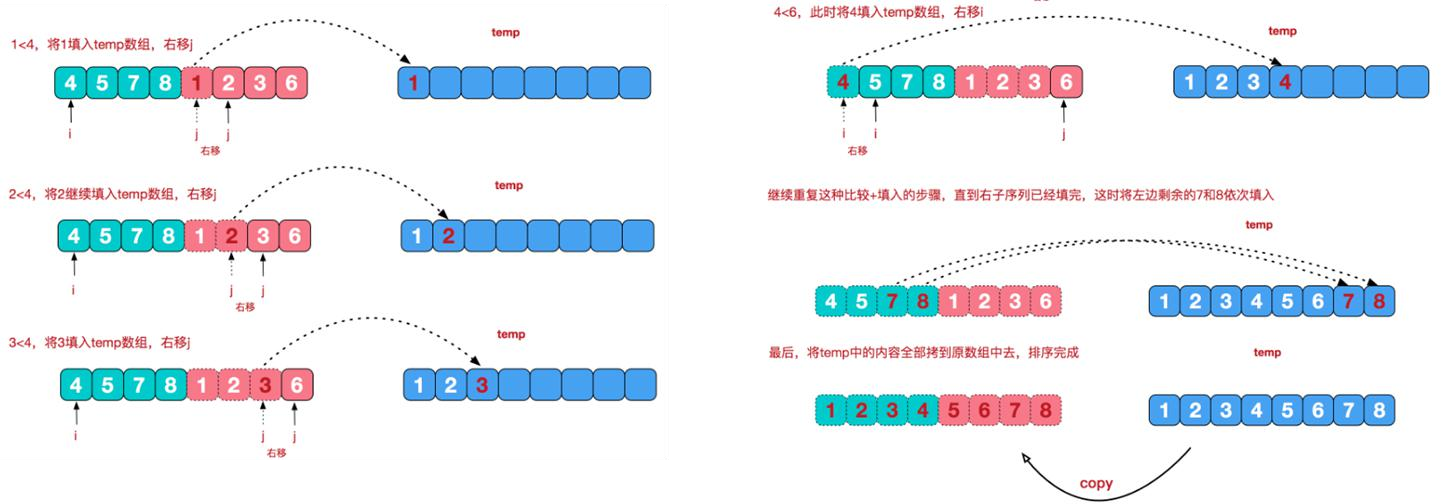 1<4，将1填入temp数组，右移j
temp
4 5 7 8 1 2 3 6
1
i
j
j
右移
2<4，将2继续填入temp数组，右移j
temp
4 5 7 8 1 2 3 6
1 2
i
j
j
右移
3<4，将3填入temp数组，右移j
temp
4 5 7 8 1 2 3 6
1 2 3
i
j
j
右移
4<6，此时将4填入temp数组，右移i
temp
4 5 7 8 1 2 3 6
1 2 3 4
i
i
j
右移
继续重复这种比较+填入的步骤，直到右子序列已经填完，这时将左边剩余的7和8依次填入
temp
4 5 7 8 1 2 3 6
1 2 3 4 5 6 7 8
最后，将temp中的内容全部拷到原数组中去，排序完成
temp
1 2 3 4 5 6 7 8
1 2 3 4 5 6 7 8
copy